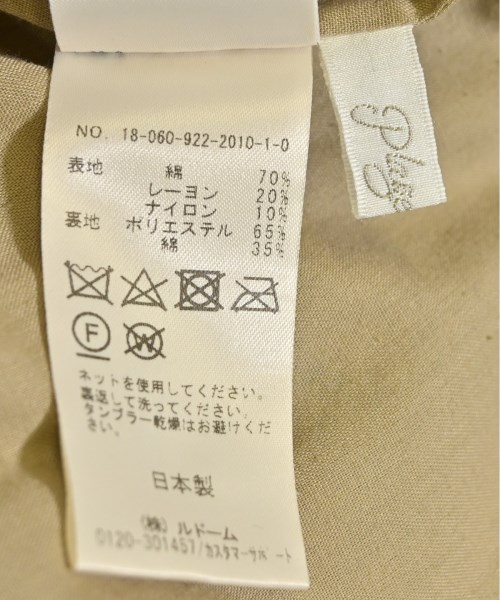 NO. 18-060-922-2010-1-0
表地 綿 70%
レーヨン 20%
ナイロン 10%
裏地 ポリエステル 65%
綿 35%
F
W
ネットを使用してください。
裏返して洗ってください。
タンブラー乾燥はお避けくだ
さい。
日本製
(株) ルドーム
0120-301457/カスタマーサポート